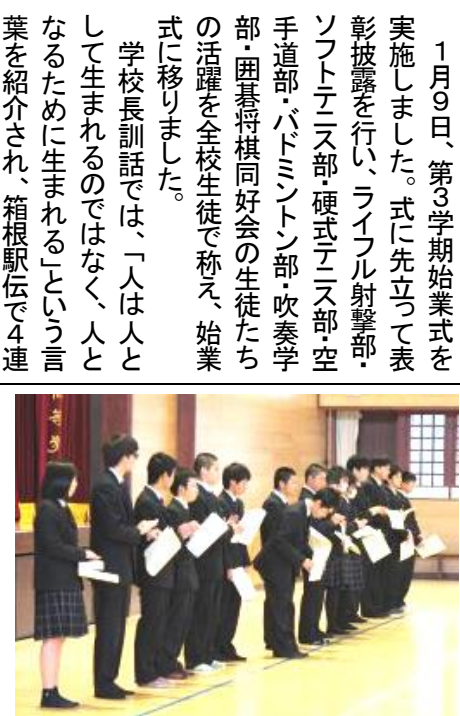 １月９日、第３学期始業式を
実施しました。式に先立って表
彰披露を行い、ライフル射撃部・
ソフトテニス部・硬式テニス部・空
手道部・バドミントン部・吹奏学
部・囲碁将棋同好会の生徒たち
の活躍を全校生徒で称え、始業
式に移りました。
学校長訓話では、「人は人と
して生まれるのではなく、人と
なるために生まれる」という言
葉を紹介され、箱根駅伝で４連